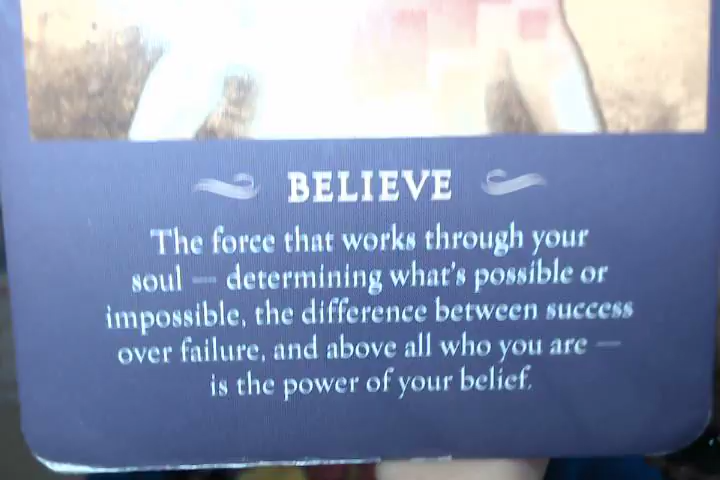 BELIEVE
The force that works through your
soul — determining what's possible or
impossible, the difference between success
over failure, and above all who you are —
is the power of your belief.